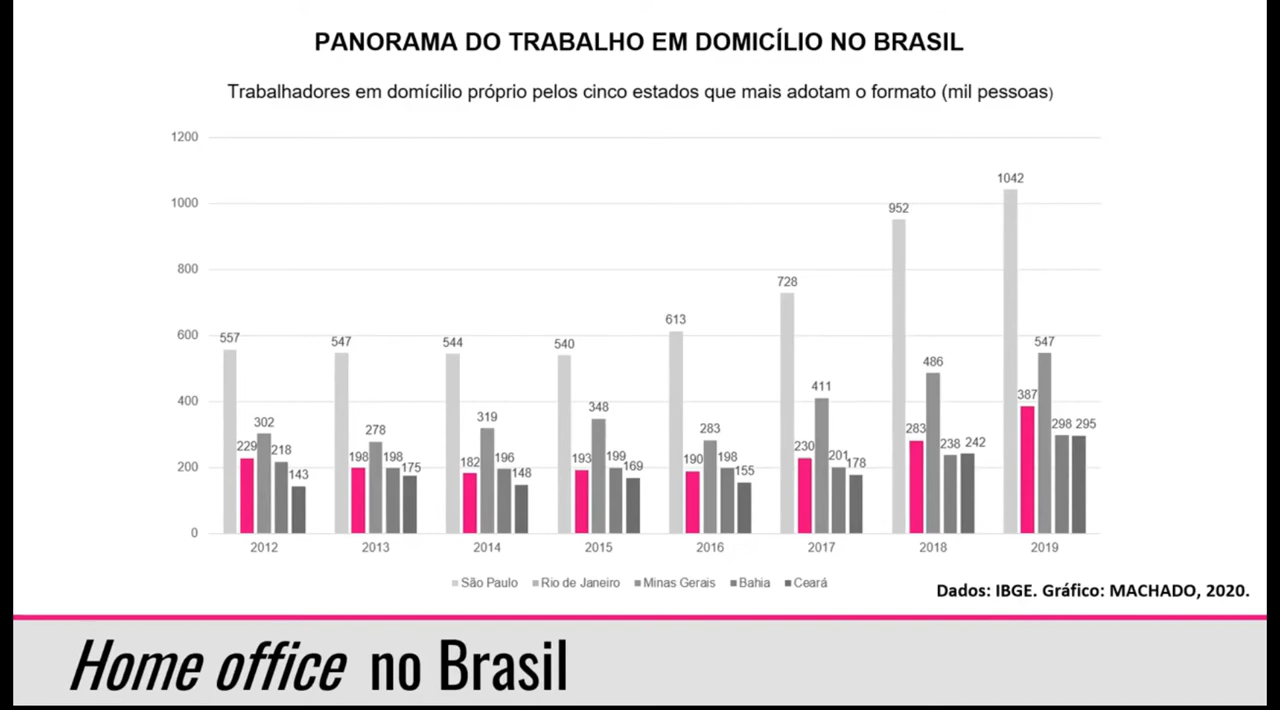 PANORAMA DO TRABALHO EM DOMICÍLIO NO BRASIL
Trabalhadores em domícilio próprio pelos cinco estados que mais adotam o formato (mil pessoas)
1200
1000
800
600
400
200
0
557 229 302 218 143
547 198 278 198 175
544 182 319 196 148
540 193 348 199 169
613 190 283 198 155
728 230 411 201 178
952 283 486 238 242
1042 387 547 298 295
2012 2013 2014 2015 2016 2017 2018 2019
São Paulo Rio de Janeiro Minas Gerais Bahia Ceará
Dados: IBGE. Gráfico: MACHADO, 2020.
Home office no Brasil